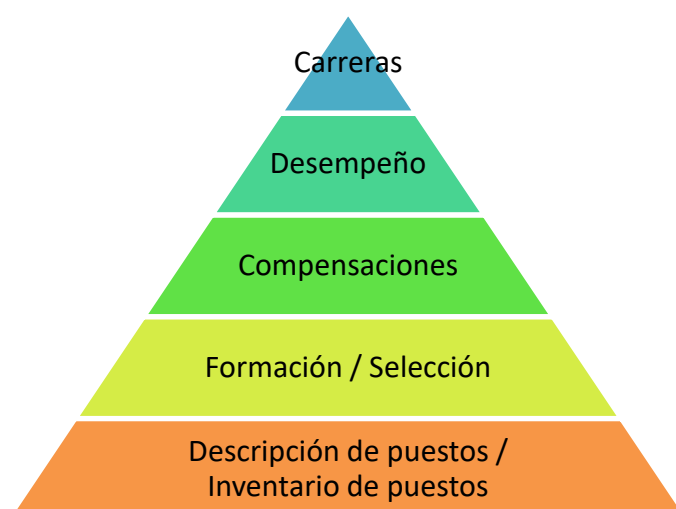 Carreras
Desempeño
Compensaciones
Formación / Selección
Descripción de puestos /
Inventario de puestos